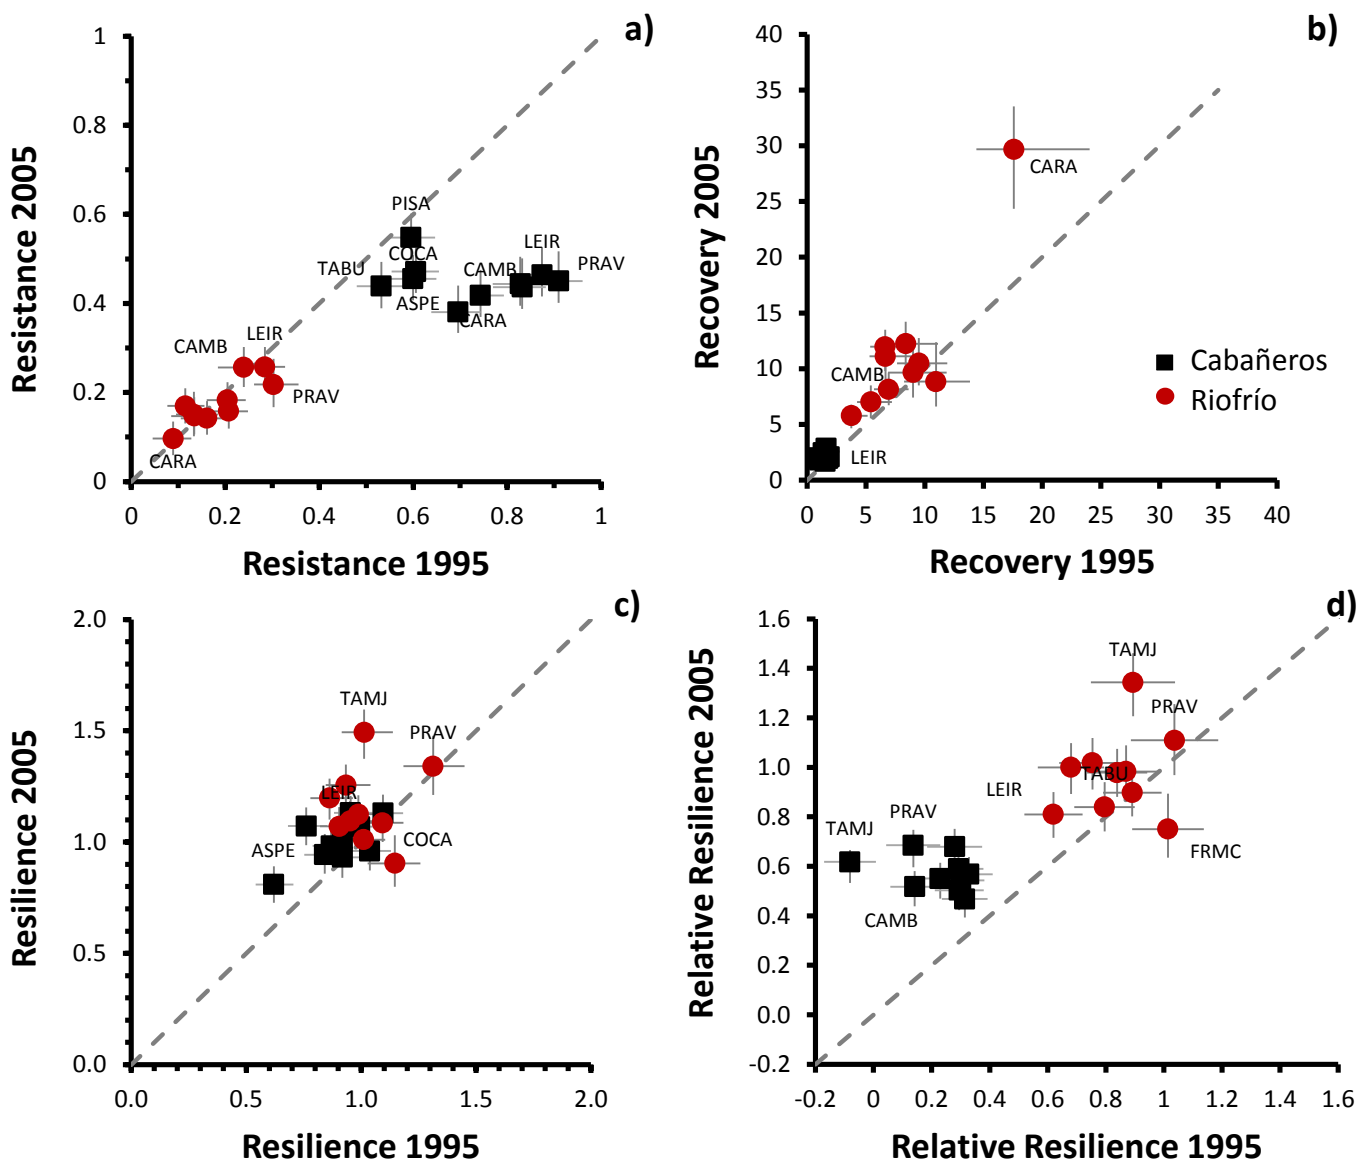 a)
1
0.8
0.6
0.4
0.2
0
Resistance 2005
PISA
COCA
LEIR
TABU
CAMB
PRAV
ASPE
CARA
CAMB
LEIR
PRAV
CARA
0 0.2 0.4 0.6 0.8 1
Resistance 1995
b)
40
35
30
25
20
15
10
5
0
Recovery 2005
CARA
CAMB
LEIR
Cabañeros
Riofrío
0 5 10 15 20 25 30 35 40
Recovery 1995
c)
2.0
1.5
1.0
0.5
0.0
Resilience 2005
TAMJ
PRAV
LEIR
COCA
ASPE
0.0 0.5 1.0 1.5 2.0
Resilience 1995
d)
1.6
1.4
1.2
1.0
0.8
0.6
0.4
0.2
0.0
-0.2
Relative Resilience 2005
TAMJ
PRAV
TABU
LEIR
PRAV
TAMJ
FRMC
CAMB
-0.2 0 0.2 0.4 0.6 0.8 1 1.2 1.4 1.6
Relative Resilience 1995